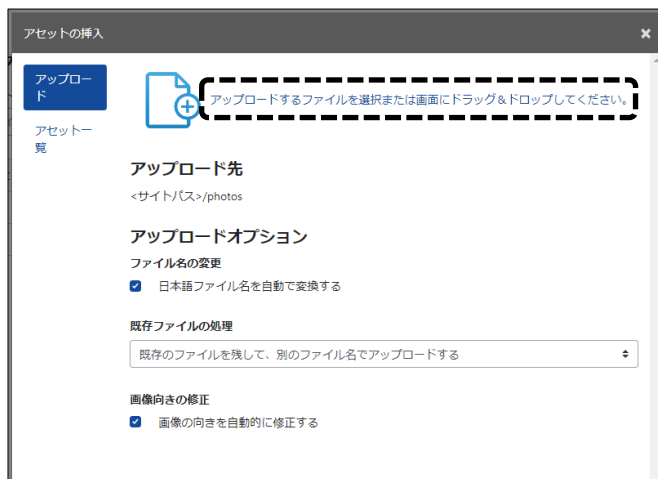 アセットの挿入
×
アップロー
ド
アップロードするファイルを選択または画面にドラッグ&ドロップしてください。
アセット一
覧
アップロード先
<サイトパス>/photos
アップロードオプション
ファイル名の変更
日本語ファイル名を自動で変換する
既存ファイルの処理
既存のファイルを残して、別のファイル名でアップロードする
画像向きの修正
画像の向きを自動的に修正する